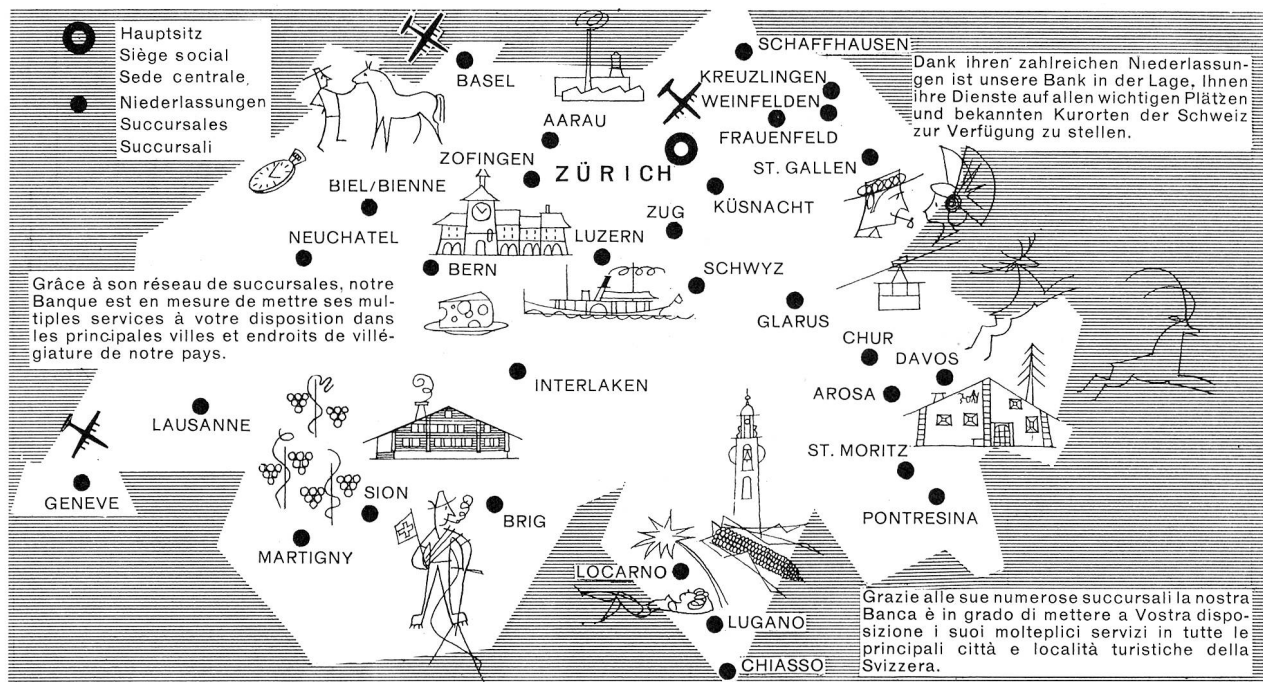 Hauptsitz
Siège social
Sede centrale
Niederlassungen
Succursales
Succursali
Dank ihren zahlreichen Niederlassun-
gen ist unsere Bank in der Lage, Ihnen
ihre Dienste auf allen wichtigen Plätzen
und bekannten Kurorten der Schweiz
zur Verfügung zu stellen.
SCHAFFHAUSEN
BASEL
KREUZLINGEN
WEINFELDEN
AARAU
FRAUENFELD
ZOFINGEN
ZÜRICH
ST. GALLEN
BIEL/BIENNE
KÜSNACHT
ZUG
NEUCHATEL
LUZERN
BERN
SCHWYZ
Grâce à son réseau de succursales, notre
Banque est en mesure de mettre ses mul-
tiples services à votre disposition dans
les principales villes et endroits de villé-
giature de notre pays.
GLARUS
CHUR
DAVOS
INTERLAKEN
AROSA
LAUSANNE
ST. MORITZ
GENEVE
SION
BRIG
PONTRESINA
MARTIGNY
LOCARNO
LUGANO
CHIASSO
Grazie alle sue numerose succursali la nostra
Banca è in grado di mettere a Vostra dispo-
sizione i suoi molteplici servizi in tutte le
principali città e località turistiche della
Svizzera.